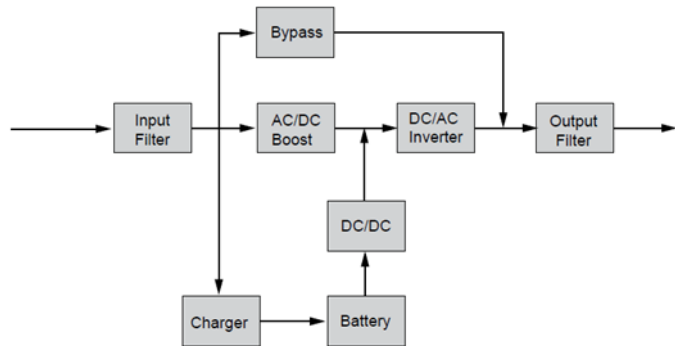 Bypass
Input
Filter
AC/DC
Boost
DC/AC
Inverter
Output
Filter
DC/DC
Charger
Battery